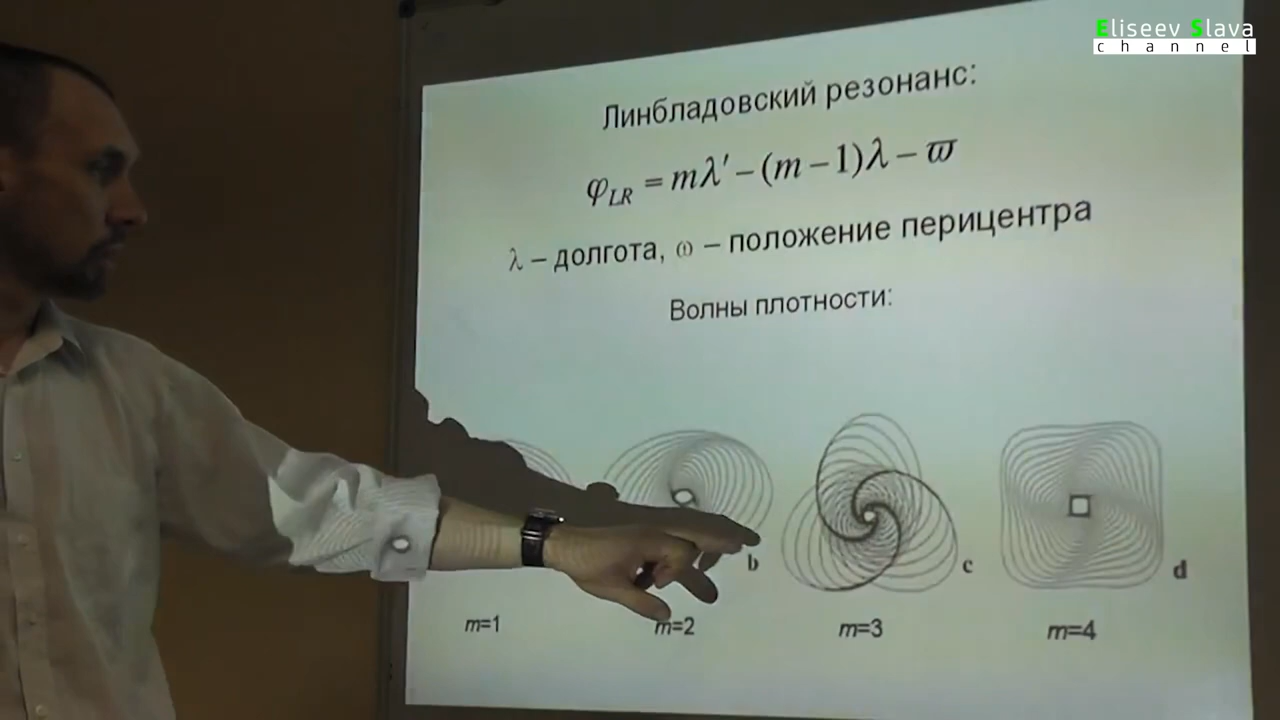 Eliseev Slava
channel
Линбладовский резонанс:
φLR = mλ′ – (m – 1)λ – ϖ
λ – долгота, ω – положение перицентра
Волны плотности:
b c d
m=1 m=2 m=3 m=4